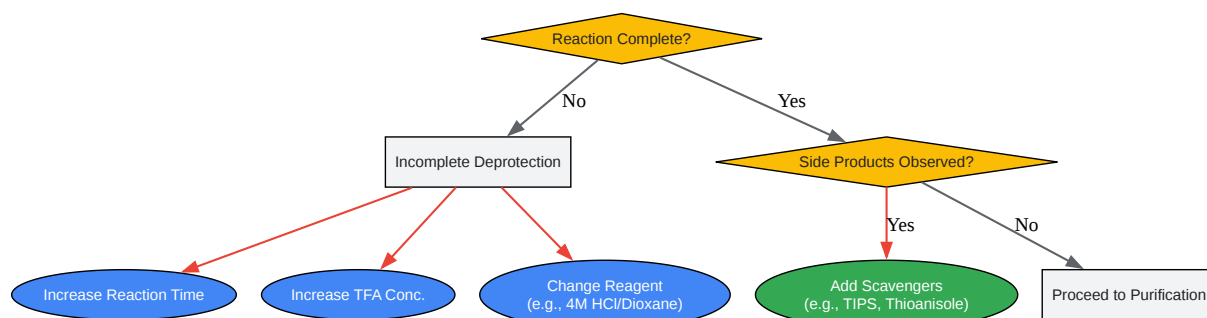 Reaction Complete?
No
Yes
Incomplete Deprotection
Side Products Observed?
Yes
No
Increase Reaction Time
Increase TFA Conc.
Change Reagent
(e.g., 4M HCl/Dioxane)
Add Scavengers
(e.g., TIPS, Thioanisole)
Proceed to Purification